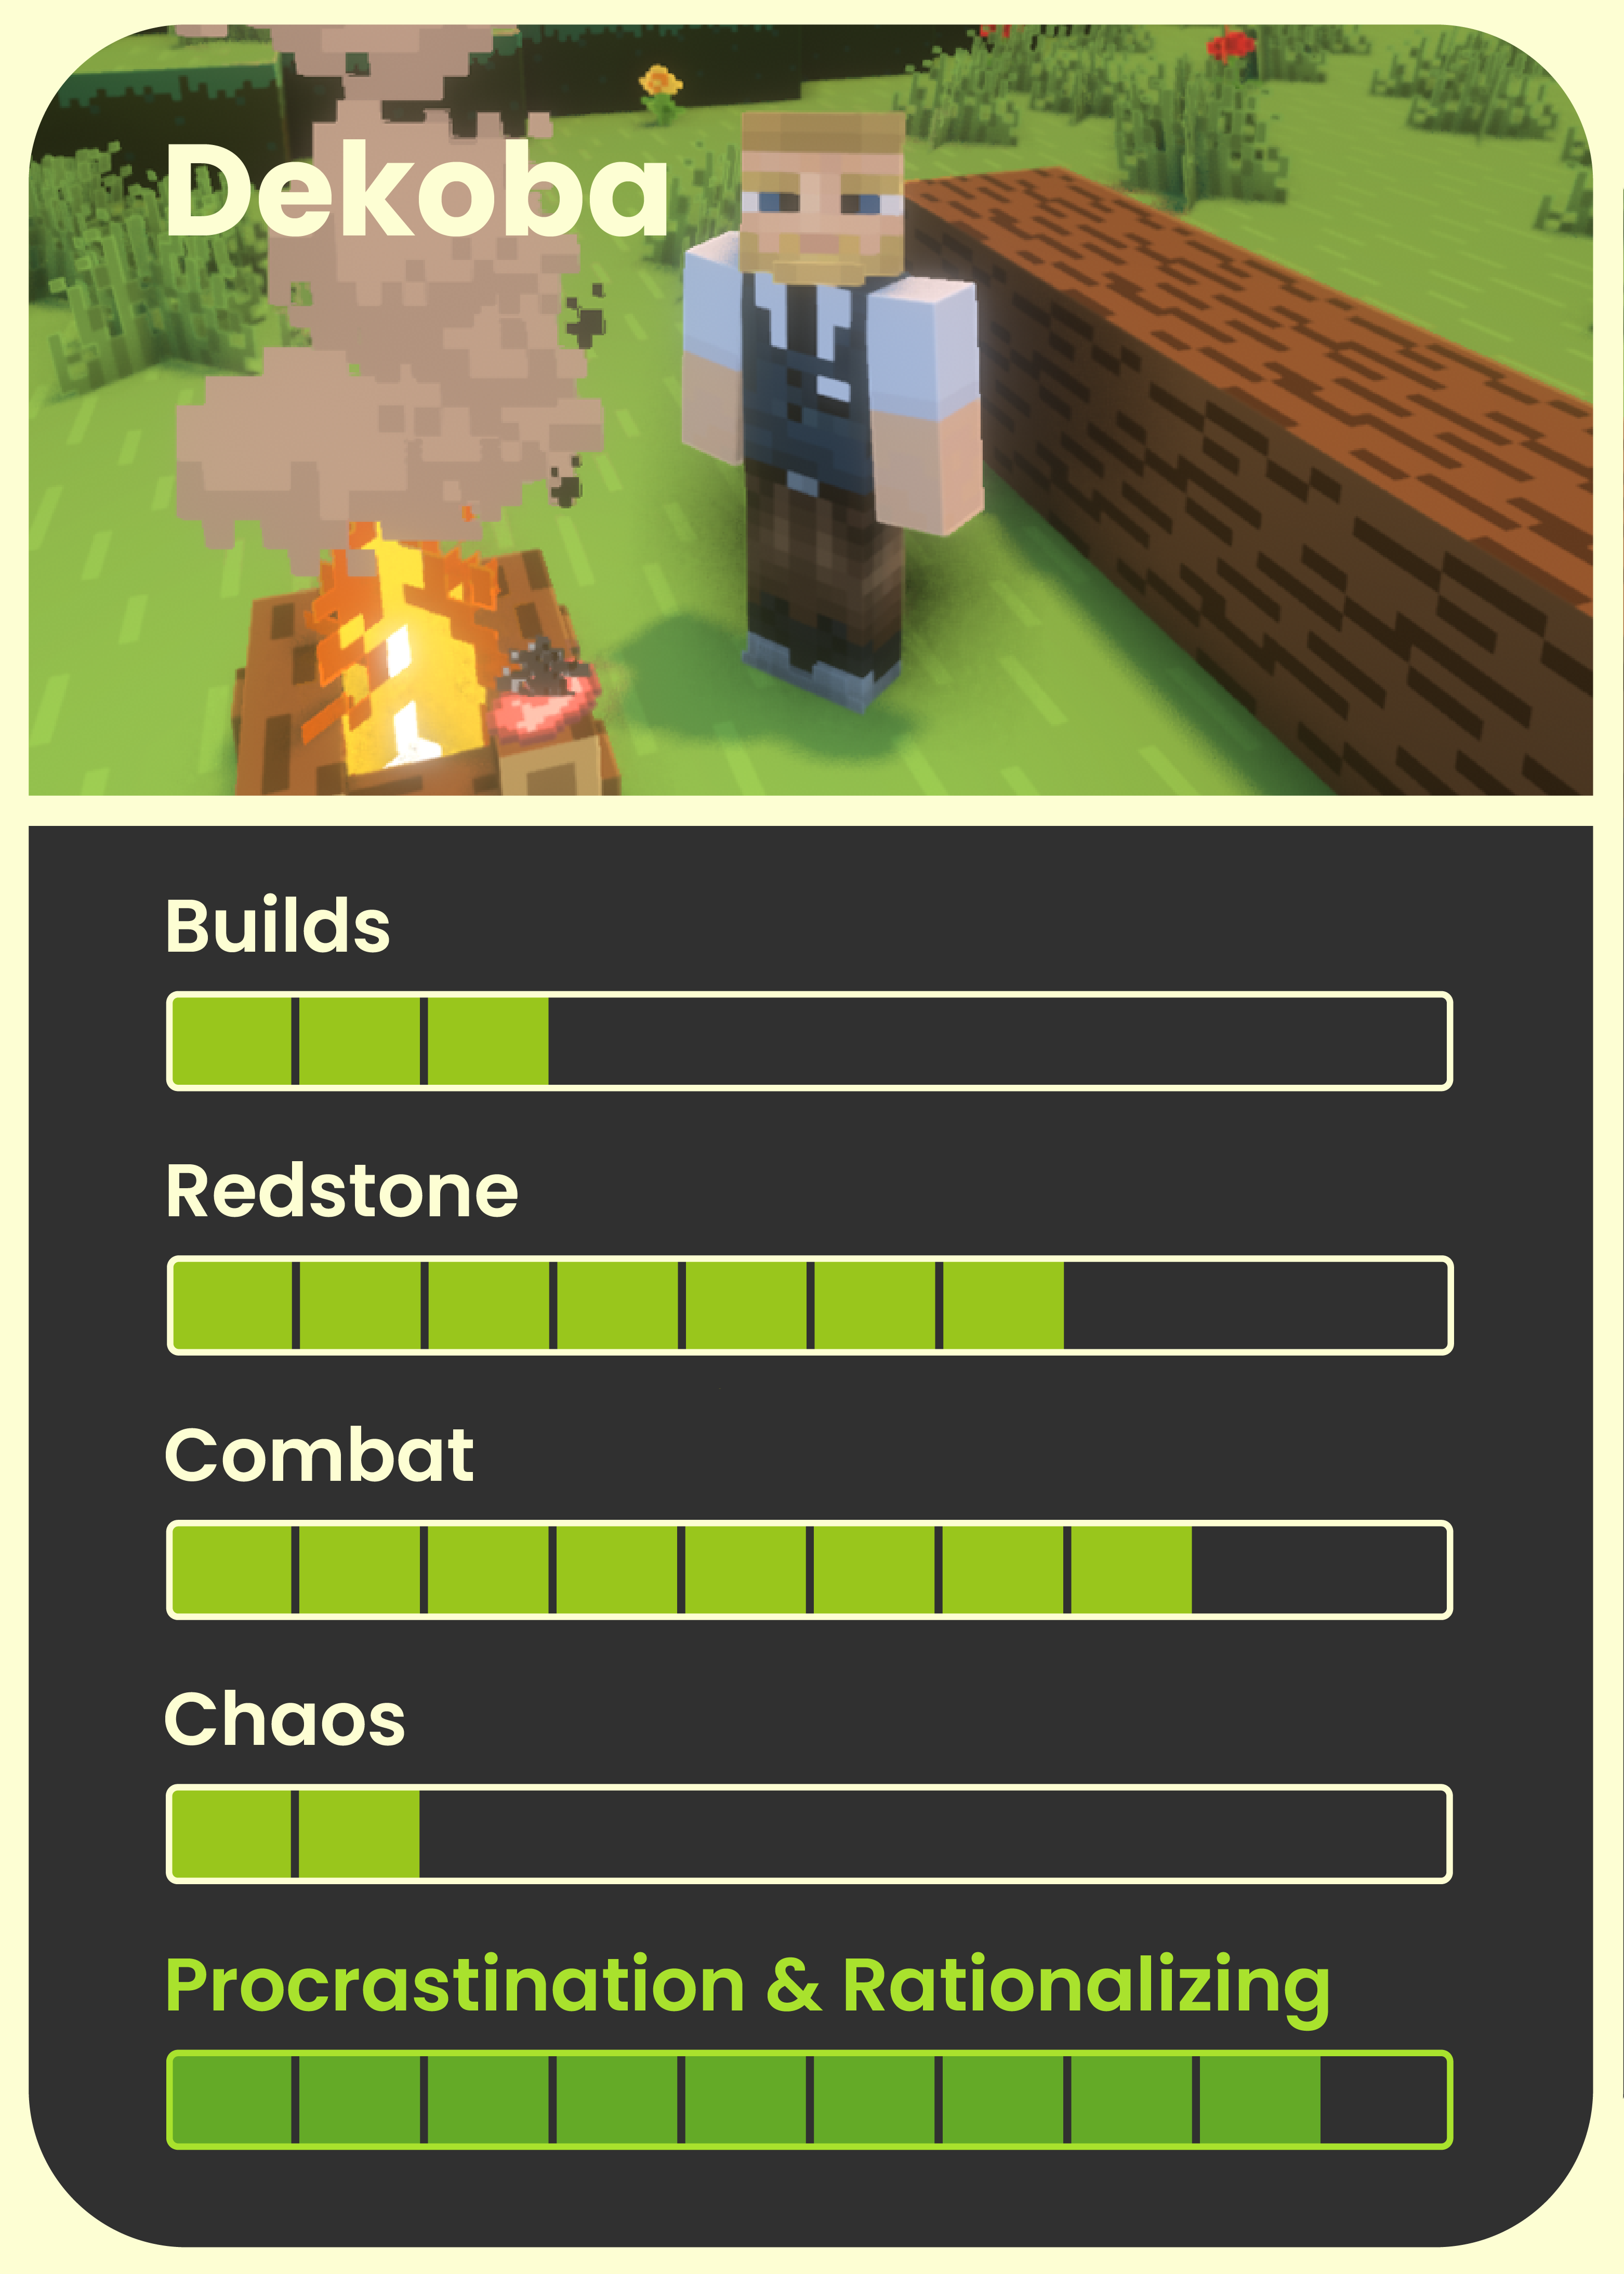 Dekoba
Builds
Redstone
Combat
Chaos
Procrastination & Rationalizing